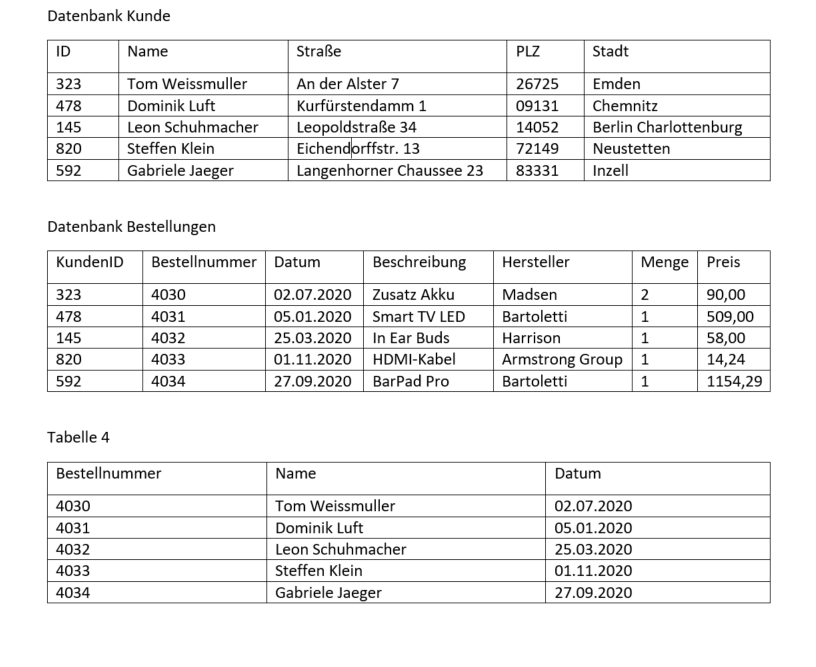 Datenbank Kunde
ID Name Straße PLZ Stadt
323 Tom Weissmuller An der Alster 7 26725 Emden
478 Dominik Luft Kurfürstendamm 1 09131 Chemnitz
145 Leon Schuhmacher Leopoldstraße 34 14052 Berlin Charlottenburg
820 Steffen Klein Eichendorffstr. 13 72149 Neustetten
592 Gabriele Jaeger Langenhorner Chaussee 23 83331 Inzell
Datenbank Bestellungen
KundenID Bestellnummer Datum Beschreibung Hersteller Menge Preis
323 4030 02.07.2020 Zusatz Akku Madsen 2 90,00
478 4031 05.01.2020 Smart TV LED Bartoletti 1 509,00
145 4032 25.03.2020 In Ear Buds Harrison 1 58,00
820 4033 01.11.2020 HDMI-Kabel Armstrong Group 1 14,24
592 4034 27.09.2020 BarPad Pro Bartoletti 1 1154,29
Tabelle 4
Bestellnummer Name Datum
4030 Tom Weissmuller 02.07.2020
4031 Dominik Luft 05.01.2020
4032 Leon Schuhmacher 25.03.2020
4033 Steffen Klein 01.11.2020
4034 Gabriele Jaeger 27.09.2020